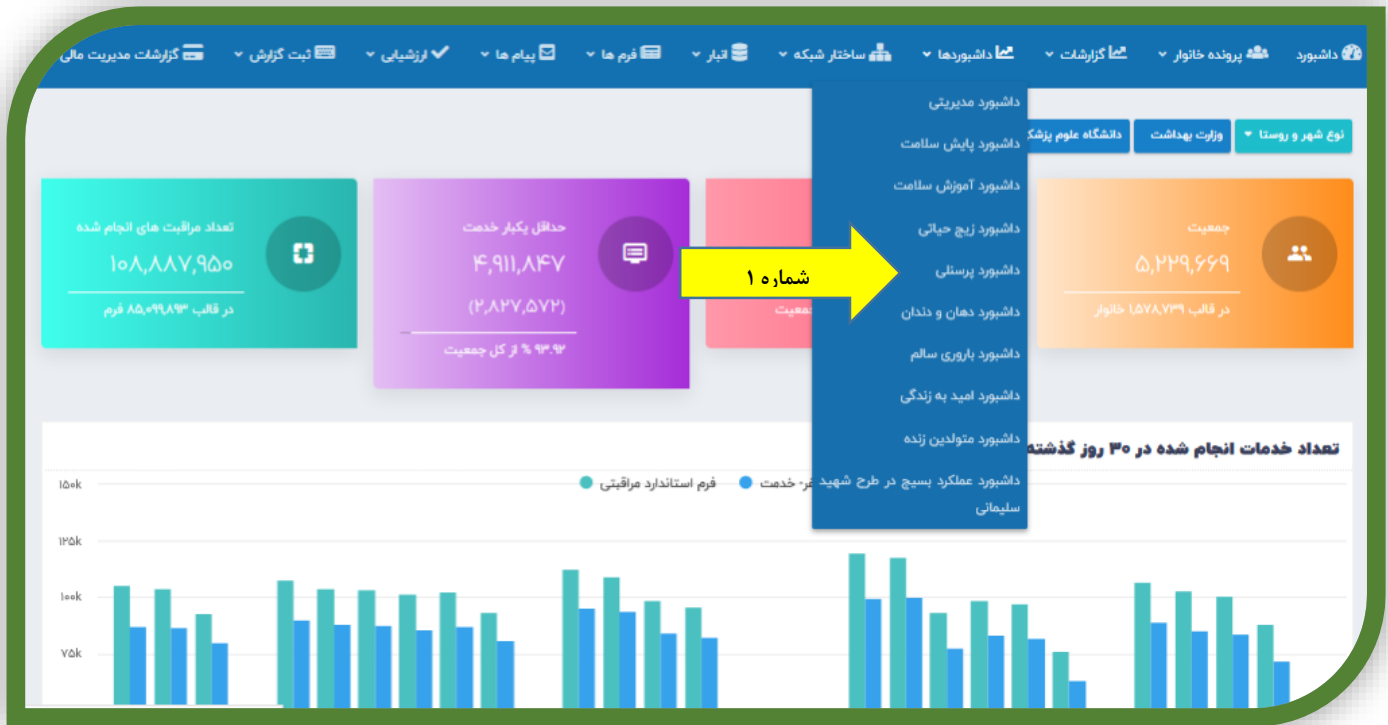 داشبورد
پرونده خانوار
گزارشات
داشبوردها
ساختار شبکه
انبار
فرم ها
پیام ها
ارزشیابی
ثبت گزارش
گزارشات مدیریت مالی
نوع شهر و روستا
وزارت بهداشت
دانشگاه علوم پزشک
داشبورد مدیریتی
داشبورد پایش سلامت
داشبورد آموزش سلامت
داشبورد زیج حیاتی
داشبورد پرسنلی
داشبورد دهان و دندان
داشبورد باروری سالم
داشبورد امید به زندگی
داشبورد متولدین زنده
داشبورد عملکرد بسیج در طرح شهید
سلیمانی
شماره ۱
جمعیت
۵,۲۲۹,۶۶۹
در قالب ۱,۵۷۸,۷۳۹ خانوار
جمعیت
حداقل یکبار خدمت
۴,۹۱۱,۸۴۷
(۲,۸۲۷,۵۷۲)
۹۳.۹۲ % از کل جمعیت
تعداد مراقبت های انجام شده
۱۰۸,۸۸۷,۹۵۰
در قالب ۸۵,۰۹۹,۸۹۳ فرم
تعداد خدمات انجام شده در ۳۰ روز گذشته
فر- خدمت
فرم استاندارد مراقبتی
۱۵۰k
۱۲۵k
۱۰۰k
۷۵k